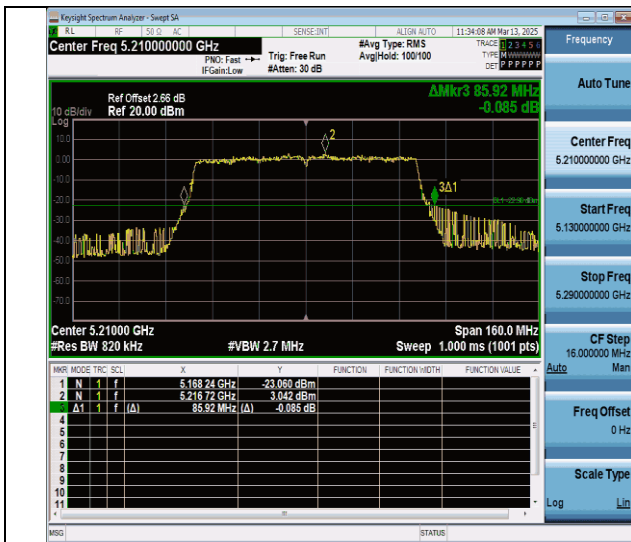 Keysight Spectrum Analyzer - Swept SA
RL RF 50 Ω AC SENSE:INT ALIGN AUTO 11:34:08 AM Mar 13, 2025
Center Freq 5.210000000 GHz
PNO: Fast
IFGain:Low
Trig: Free Run
#Atten: 30 dB
#Avg Type: RMS
Avg|Hold: 100/100
TRACE 1 2 3 4 5 6
TYPE MWWWWW
DET P P P P P P
Ref Offset 2.66 dB
Ref 20.00 dBm
ΔMkr3 85.92 MHz
-0.085 dB
10 dB/div
Log
10.0
0.00
-10.0
-20.0
-30.0
-40.0
-50.0
-60.0
-70.0
2
3Δ1
DL1 -22.96 dBm
Center 5.21000 GHz
#Res BW 820 kHz
#VBW 2.7 MHz
Span 160.0 MHz
Sweep 1.000 ms (1001 pts)
MKR MODE TRC SCL X Y FUNCTION FUNCTION WIDTH FUNCTION VALUE
1 N 1 f 5.168 24 GHz -23.060 dBm
2 N 1 f 5.216 72 GHz 3.042 dBm
3 Δ1 1 f (Δ) 85.92 MHz (Δ) -0.085 dB
4
5
6
7
8
9
10
11
MSG STATUS
Frequency
Auto Tune
Center Freq
5.210000000 GHz
Start Freq
5.130000000 GHz
Stop Freq
5.290000000 GHz
CF Step
16.000000 MHz
Auto Man
Freq Offset
0 Hz
Scale Type
Log Lin